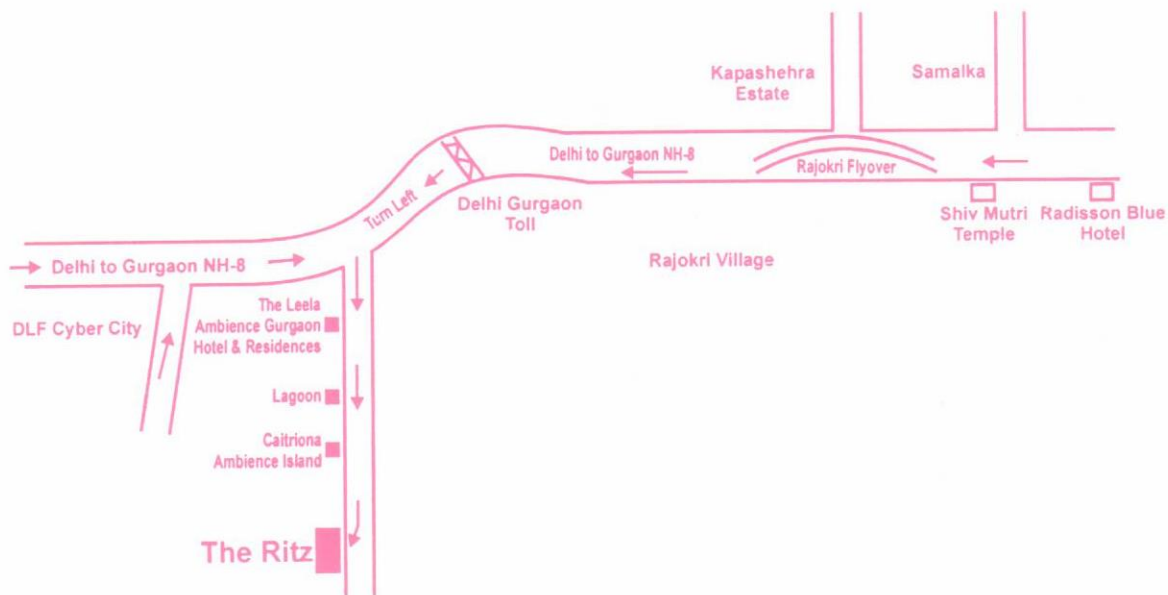 Kapashehra
Estate
Samalka
Delhi to Gurgaon NH-8
Rajokri Flyover
Turn Left
Delhi Gurgaon
Toll
Shiv Mutri
Temple
Radisson Blue
Hotel
Rajokri Village
Delhi to Gurgaon NH-8
DLF Cyber City
The Leela
Ambience Gurgaon
Hotel & Residences
Lagoon
Caitriona
Ambience Island
The Ritz